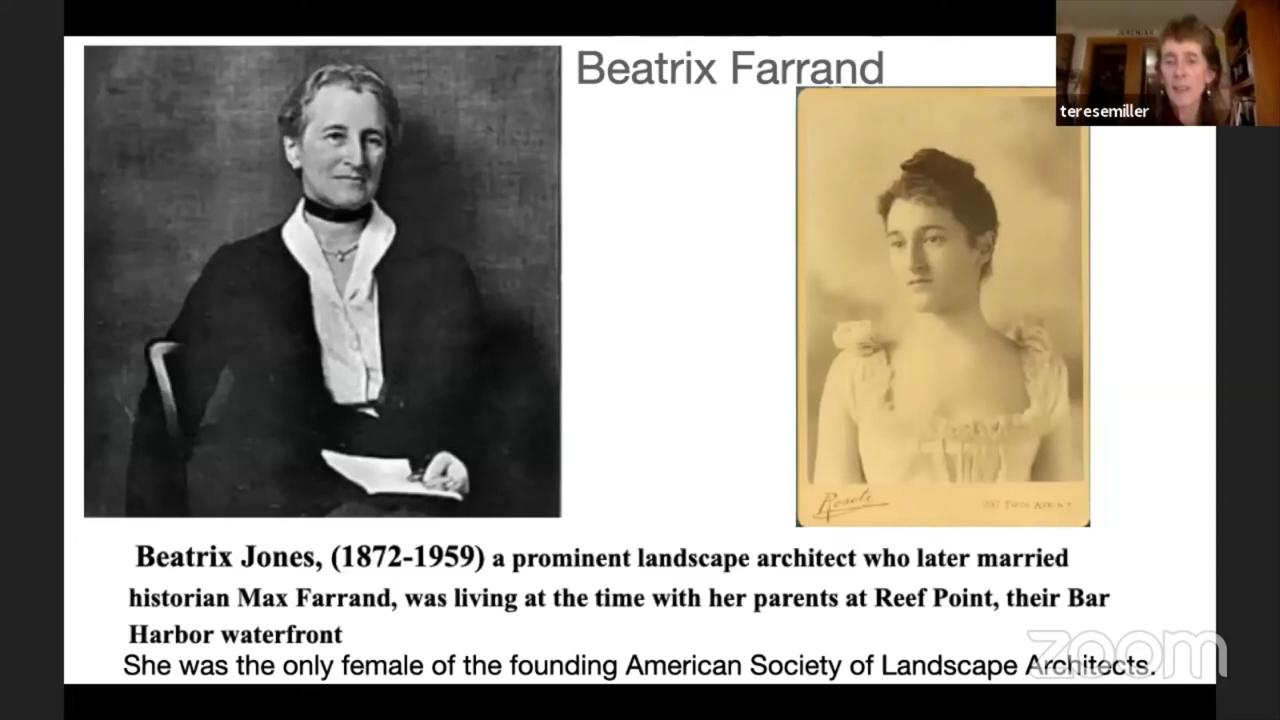 Beatrix Farrand
JEREMIAH
teresemiller
Beatrix Jones, (1872-1959) a prominent landscape architect who later married
historian Max Farrand, was living at the time with her parents at Reef Point, their Bar
Harbor waterfront
She was the only female of the founding American Society of Landscape Architects.
zoom